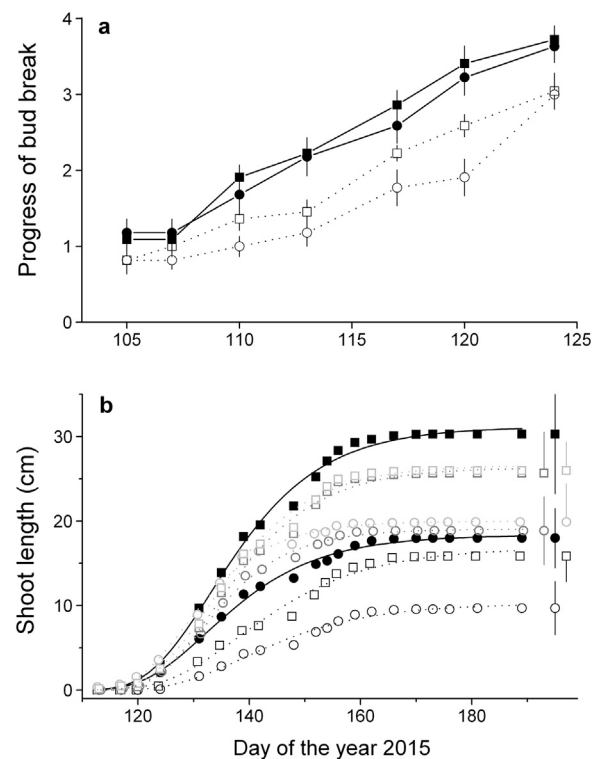 a
Progress of bud break
4
3
2
1
0
105 110 115 120 125
b
Shoot length (cm)
30
20
10
0
120 140 160 180
Day of the year 2015